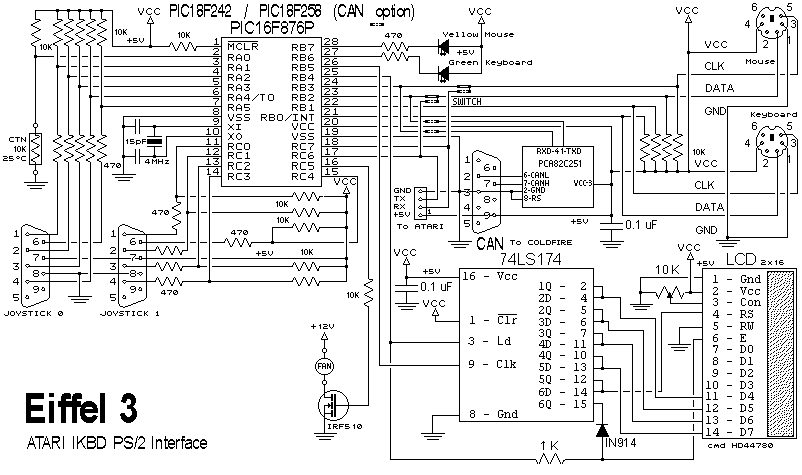 PIC18F242 / PIC18F258 (CAN option)
PIC16F876P
VCC
+5V
10K
10K
1 MCLR RB7 28
2 RA0 RB6 27
3 RA1 RB5 26
4 RA2 RB4 25
5 RA3 RB3 24
6 RA4/TO RB2 23
7 RA5 RB1 22
8 VSS RB0/INT 21
9 XI VCC 20
10 XO VSS 19
11 RC0 RC7 18
12 RC1 RC6 17
13 RC2 RC5 16
14 RC3 RC4 15
470
Yellow Mouse
+5V
Green Keyboard
VCC
VCC
6 5
4 3
2 1
Mouse
VCC
CLK
DATA
GND
SWITCH
Keyboard
6 5
4 3
2 1
10K
VCC
CLK
DATA
GND
470
CTN
10K
25°C
15pF
4MHz
RXD-41-TXD
PCA82C251
6-CANL
7-CANH
2-GND
8-RS
VCC-3
+5V
0.1 uF
GND
TX
RX
+5V
1
To ATARI
CAN To COLDFIRE
1
2
3
4
5
6
7
8
9
VCC
470
10K
10K
470
+5V
470
10K
10K
1
2
3
4
5
6
7
8
9
JOYSTICK 0
1
2
3
4
5
6
7
8
9
JOYSTICK 1
+12V
FAN
IRF510
VCC
+5V
0.1 uF
VCC
74LS174
16 - Vcc
1 - Clr
3 - Ld
9 - Clk
8 - Gnd
1Q - 2
2D - 4
2Q - 5
3D - 6
3Q - 7
4D - 11
4Q - 10
5D - 13
5Q - 12
6D - 14
6Q - 15
IN914
1K
VCC
+5V
10K
LCD 2x16
1 - Gnd
2 - Vcc
3 - Con
4 - RS
5 - RW
6 - E
7 - D0
8 - D1
9 - D2
10 - D3
11 - D4
12 - D5
13 - D6
14 - D7
cmd HD44780
Eiffel 3
ATARI IKBD PS/2 Interface